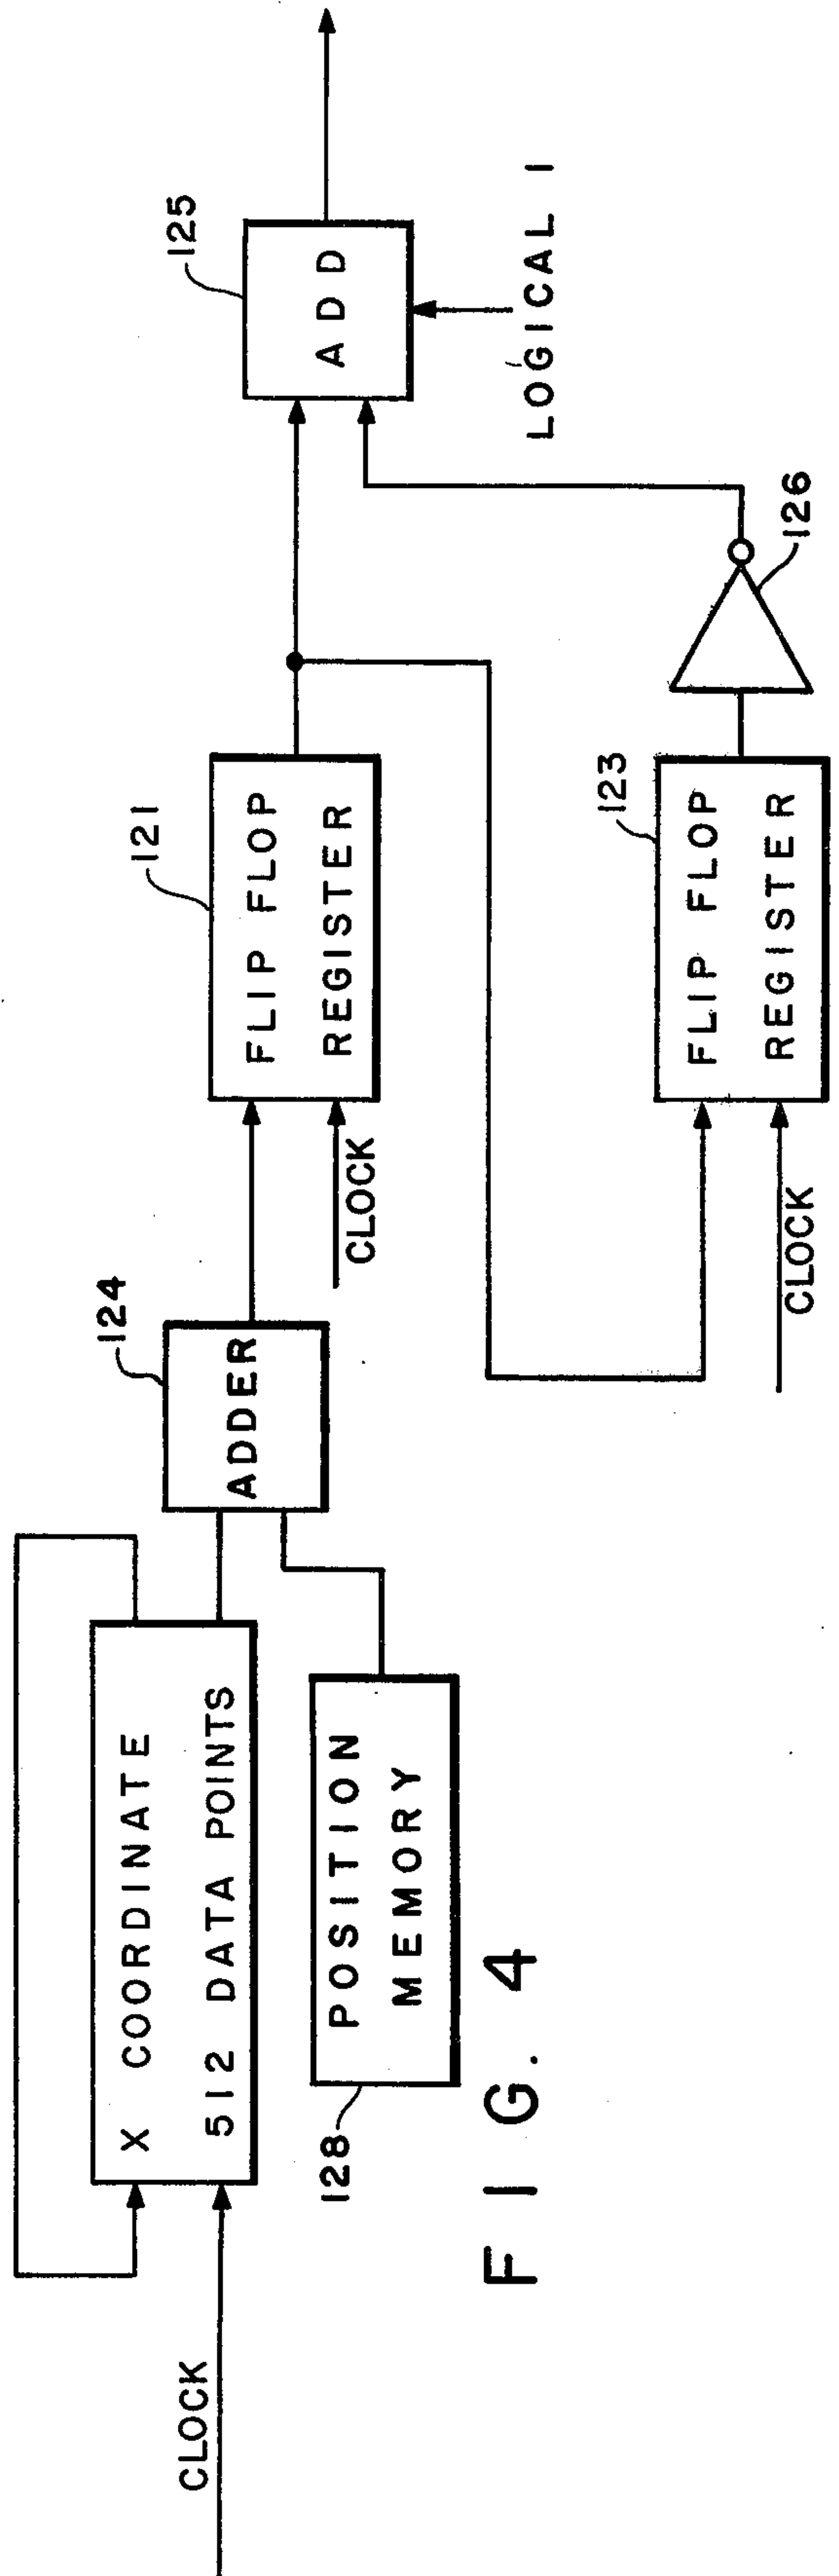 CLOCK
X COORDINATE
512 DATA POINTS
128
POSITION
MEMORY
124
ADDER
CLOCK
121
FLIP FLOP
REGISTER
CLOCK
123
FLIP FLOP
REGISTER
126
125
ADD
LOGICAL 1
FIG. 4